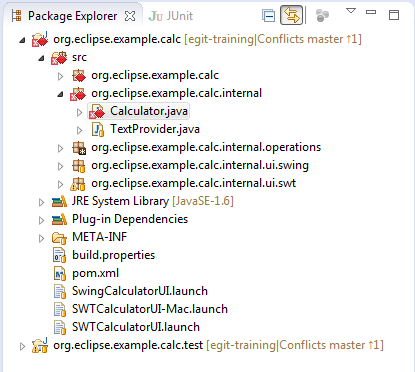 Package Explorer JUnit
org.eclipse.example.calc [egit-training|Conflicts master ↑1]
src
org.eclipse.example.calc
org.eclipse.example.calc.internal
Calculator.java
TextProvider.java
org.eclipse.example.calc.internal.operations
org.eclipse.example.calc.internal.ui.swing
org.eclipse.example.calc.internal.ui.swt
JRE System Library [JavaSE-1.6]
Plug-in Dependencies
META-INF
build.properties
pom.xml
SwingCalculatorUI.launch
SWTCalculatorUI-Mac.launch
SWTCalculatorUI.launch
org.eclipse.example.calc.test [egit-training|Conflicts master ↑1]